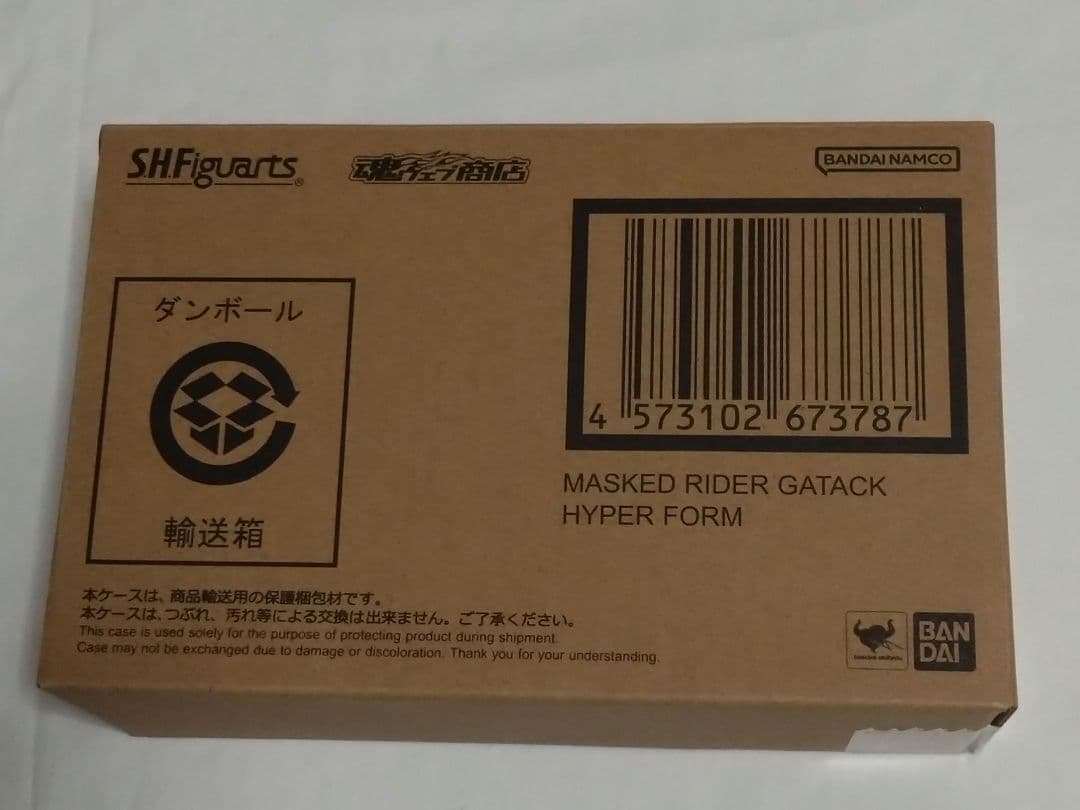 S.H.Figuarts®
魂ウェブ商店
BANDAI NAMCO
ダンボール
輸送箱
4 573102 673787
MASKED RIDER GATACK
HYPER FORM
本ケースは、商品輸送用の保護梱包材です。
本ケースは、つぶれ、汚れ等による交換は出来ません。ご了承ください。
This case is used solely for the purpose of protecting product during shipment.
Case may not be exchanged due to damage or discoloration. Thank you for your understanding.
BAN
DAI